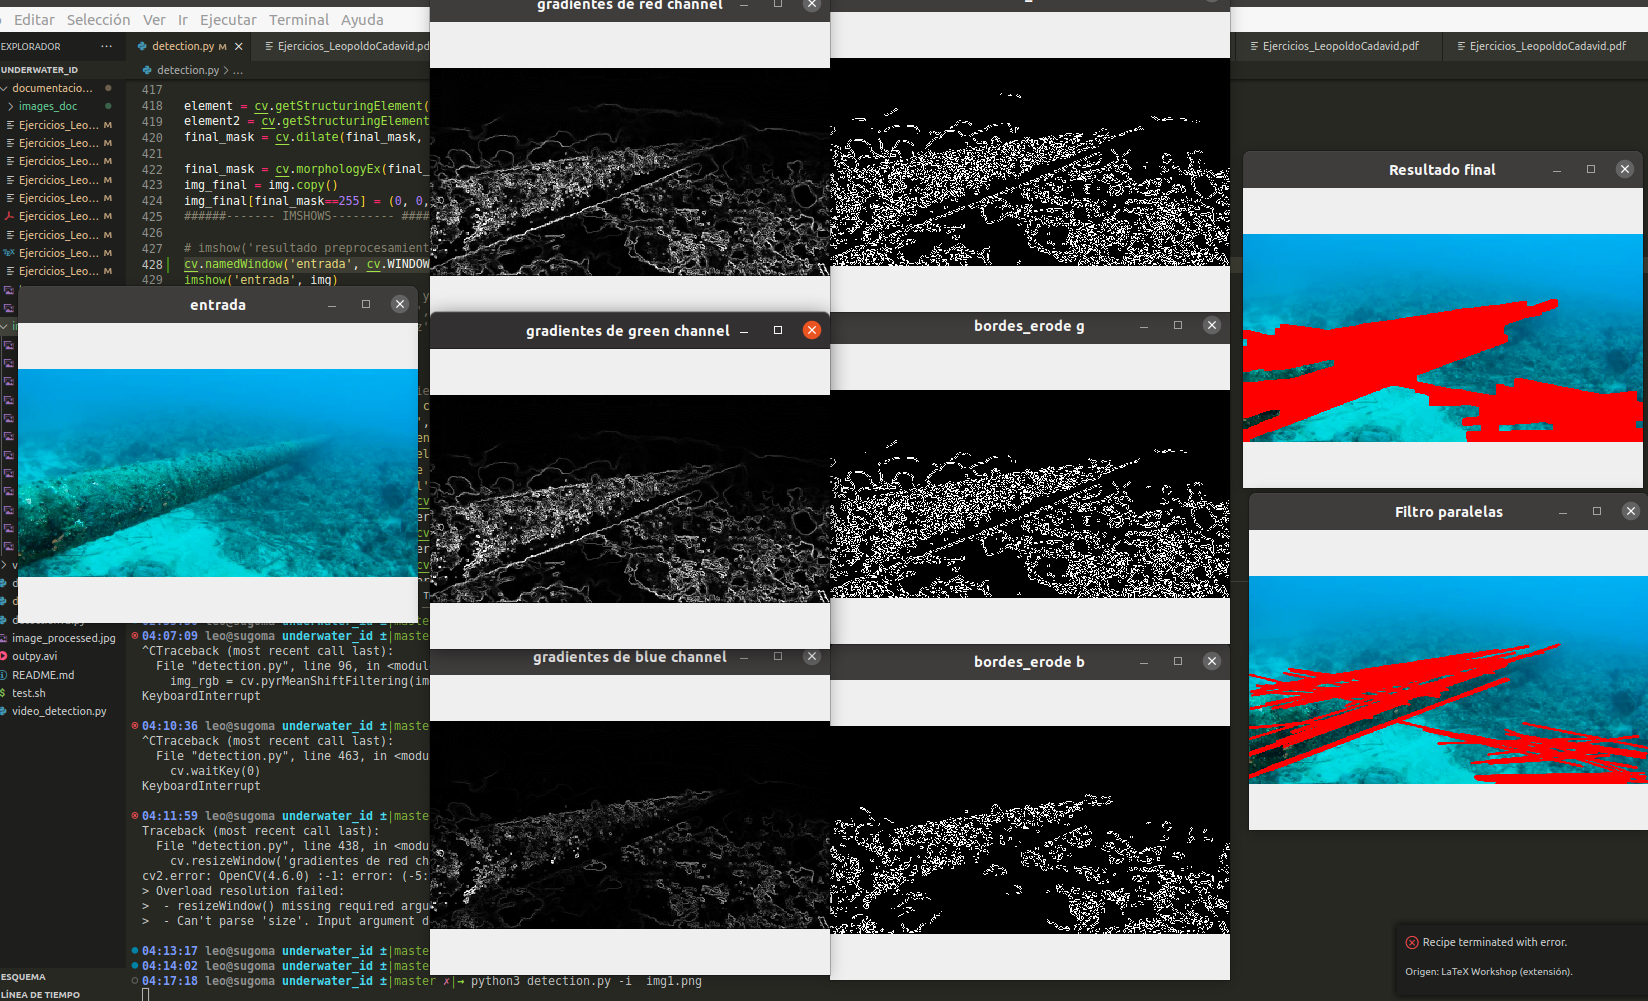 Editar Selección Ver Ir Ejecutar Terminal Ayuda
EXPLORADOR ···
detection.py M ×
Ejercicios_LeopoldoCadavid.pd
Ejercicios_LeopoldoCadavid.pdf
Ejercicios_LeopoldoCadavid.pdf
UNDERWATER_ID
detection.py > ...
documentacio...
images_doc
Ejercicios_Leo... M
Ejercicios_Leo... M
Ejercicios_Leo... M
Ejercicios_Leo... M
Ejercicios_Leo... M
Ejercicios_Leo... M
Ejercicios_Leo... M
Ejercicios_Leo... M
Ejercicios_Leo... M
image_processed.jpg
outpy.avi
README.md
test.sh
video_detection.py
ESQUEMA
LÍNEA DE TIEMPO
417
418 element = cv.getStructuringElement(
419 element2 = cv.getStructuringElement
420 final_mask = cv.dilate(final_mask,
421
422 final_mask = cv.morphologyEx(final_
423 img_final = img.copy()
424 img_final[final_mask==255] = (0, 0,
425 ######------- IMSHOWS--------- ####
426
427 # imshow('resultado preprocesamient
428 cv.namedWindow('entrada', cv.WINDOW
429 imshow('entrada', img)
entrada
gradientes de red channel
gradientes de green channel
gradientes de blue channel
bordes_erode g
bordes_erode b
Resultado final
Filtro paralelas
04:07:09 leo@sugoma underwater_id ±|maste
^CTraceback (most recent call last):
File "detection.py", line 96, in <modul
img_rgb = cv.pyrMeanShiftFiltering(im
KeyboardInterrupt
04:10:36 leo@sugoma underwater_id ±|maste
^CTraceback (most recent call last):
File "detection.py", line 463, in <modu
cv.waitKey(0)
KeyboardInterrupt
04:11:59 leo@sugoma underwater_id ±|maste
Traceback (most recent call last):
File "detection.py", line 438, in <modu
cv.resizeWindow('gradientes de red ch
cv2.error: OpenCV(4.6.0) :-1: error: (-5:
> Overload resolution failed:
> - resizeWindow() missing required argu
> - Can't parse 'size'. Input argument d
04:13:17 leo@sugoma underwater_id ±|maste
04:14:02 leo@sugoma underwater_id ±|maste
04:17:18 leo@sugoma underwater_id ±|master ✗|→ python3 detection.py -i img1.png
Recipe terminated with error.
Origen: LaTeX Workshop (extensión).